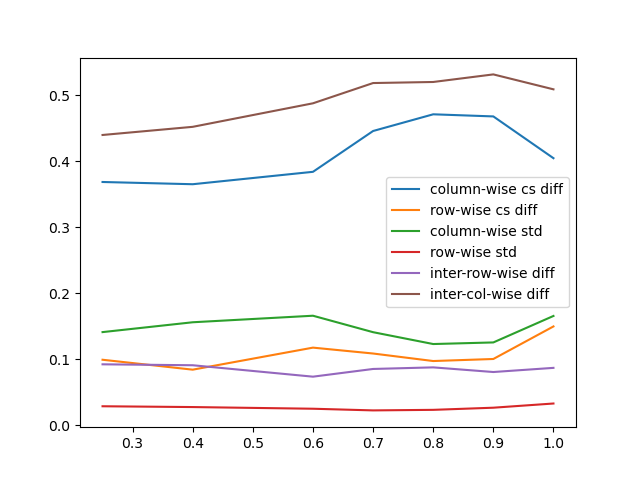 0.5
0.4
0.3
0.2
0.1
0.0
column-wise cs diff
row-wise cs diff
column-wise std
row-wise std
inter-row-wise diff
inter-col-wise diff
0.3 0.4 0.5 0.6 0.7 0.8 0.9 1.0